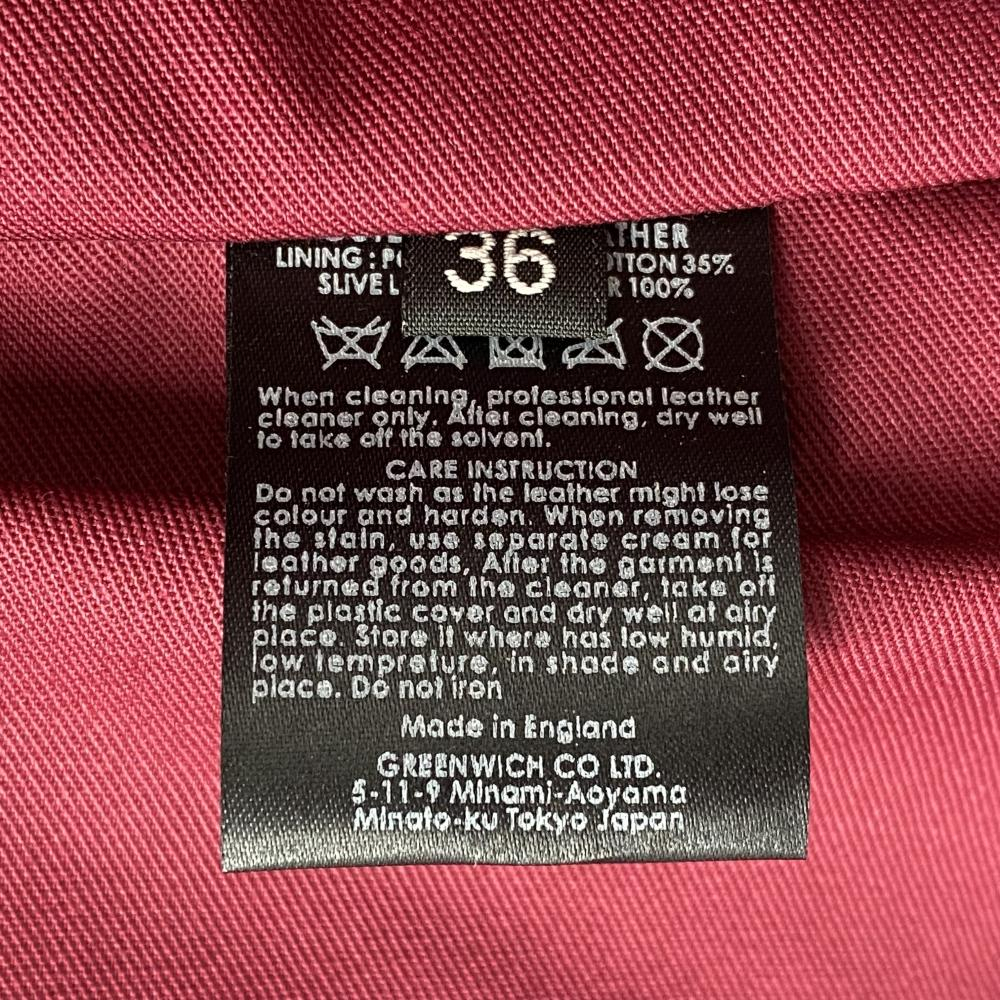 36
LINING : 
OTTON 35%
SLIVE L
R 100%
When cleaning, professional leather
cleaner only, After cleaning, dry well
to take off the solvent.
CARE INSTRUCTION
Do not wash as the leather might lose
colour and harden. When removing
the stain, use separate cream for
leather goods, After the garment is
returned from the cleaner, take off
the plastic cover and dry well at airy
place. Store it where has low humid,
low tempreture, in shade and airy
place. Do not iron
Made in England
GREENWICH CO LTD.
5-11-9 Minami-Aoyama
Minato-ku Tokyo Japan